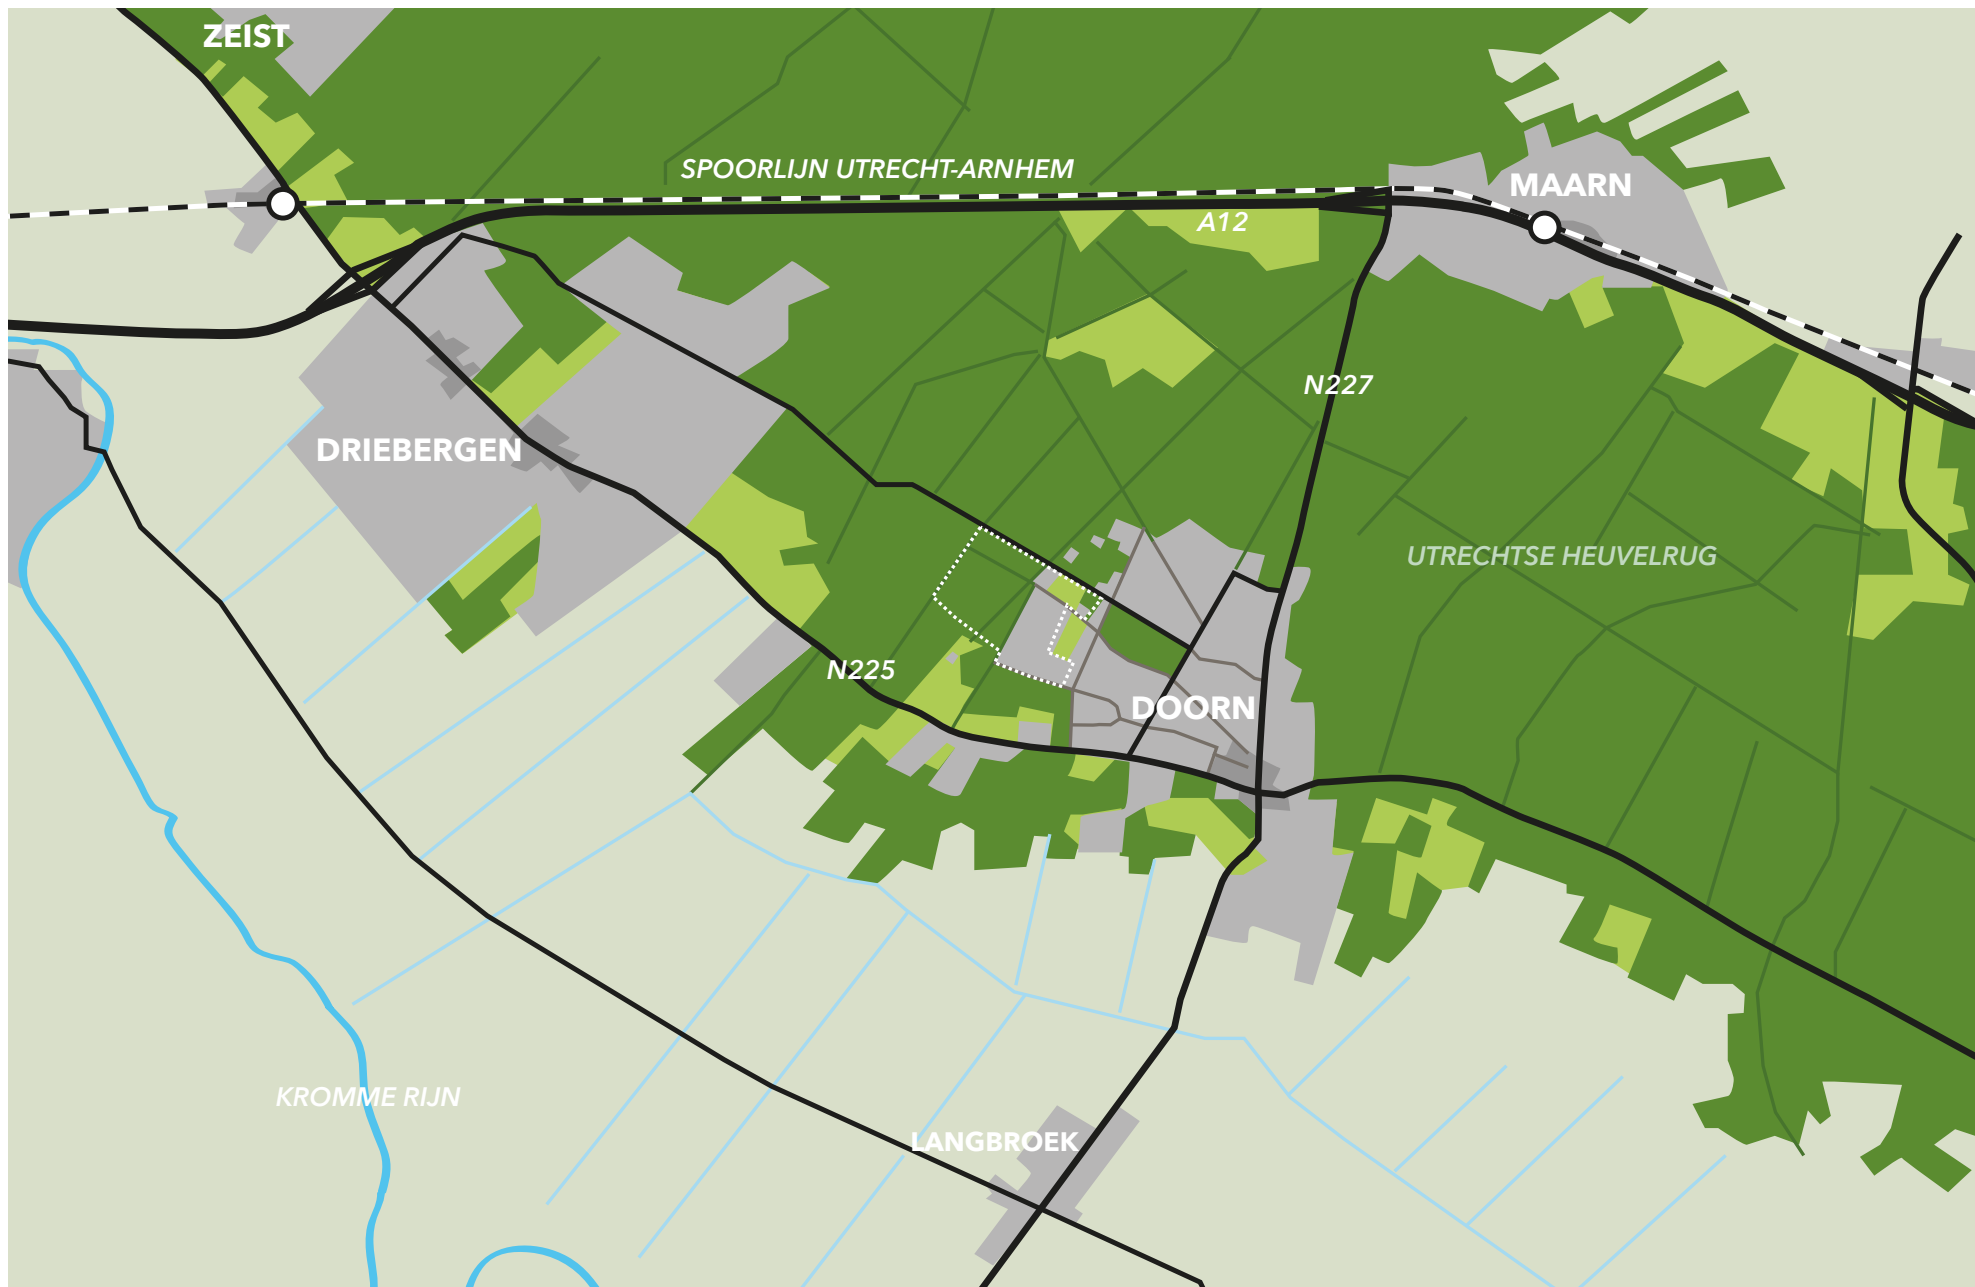 ZEIST
SPOORLIJN UTRECHT-ARNHEM
MAARN
A12
N227
DRIEBERGEN
UTRECHTSE HEUVELRUG
N225
DOORN
KROMME RIJN
LANGBROEK